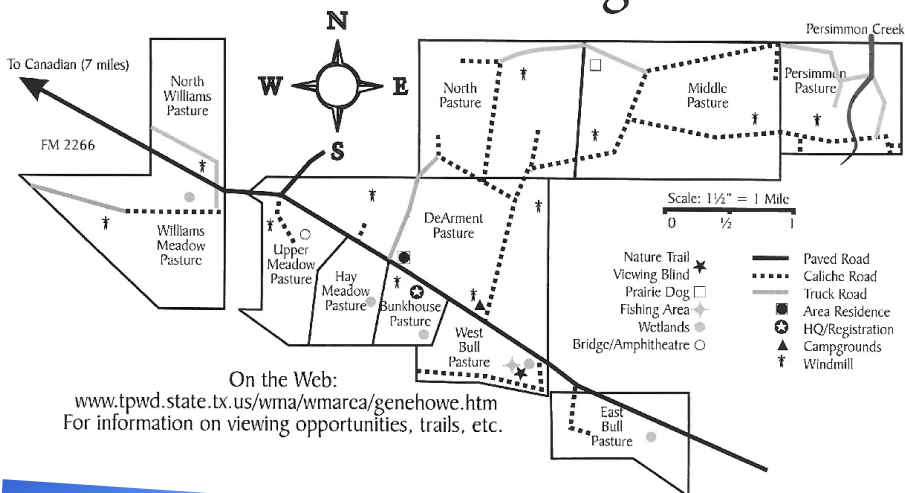 N
W
E
S
To Canadian (7 miles)
FM 2266
North
Williams
Pasture
Williams
Meadow
Pasture
Upper
Meadow
Pasture
Hay
Meadow
Pasture
Bunkhouse
Pasture
DeArment
Pasture
West
Bull
Pasture
East
Bull
Pasture
North
Pasture
Middle
Pasture
Persimmon
Pasture
Persimmon Creek
Scale: 1½" = 1 Mile
0 ½ 1
Nature Trail
Viewing Blind
Prairie Dog
Fishing Area
Wetlands
Bridge/Amphitheatre
Paved Road
Caliche Road
Truck Road
Area Residence
HQ/Registration
Campgrounds
Windmill
On the Web:
www.tpwd.state.tx.us/wma/wmarea/genehowe.htm
For information on viewing opportunities, trails, etc.